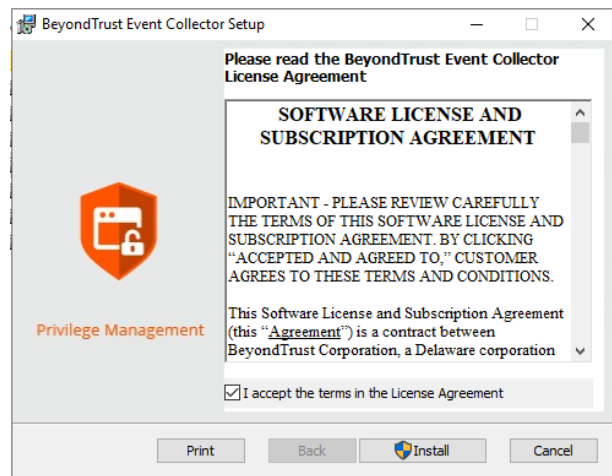 BeyondTrust Event Collector Setup
Please read the BeyondTrust Event Collector
License Agreement
SOFTWARE LICENSE AND
SUBSCRIPTION AGREEMENT
IMPORTANT - PLEASE REVIEW CAREFULLY
THE TERMS OF THIS SOFTWARE LICENSE AND
SUBSCRIPTION AGREEMENT. BY CLICKING
“ACCEPTED AND AGREED TO,” CUSTOMER
AGREES TO THESE TERMS AND CONDITIONS.
This Software License and Subscription Agreement
(this “Agreement”) is a contract between
BeyondTrust Corporation, a Delaware corporation
Privilege Management
I accept the terms in the License Agreement
Print Back Install Cancel